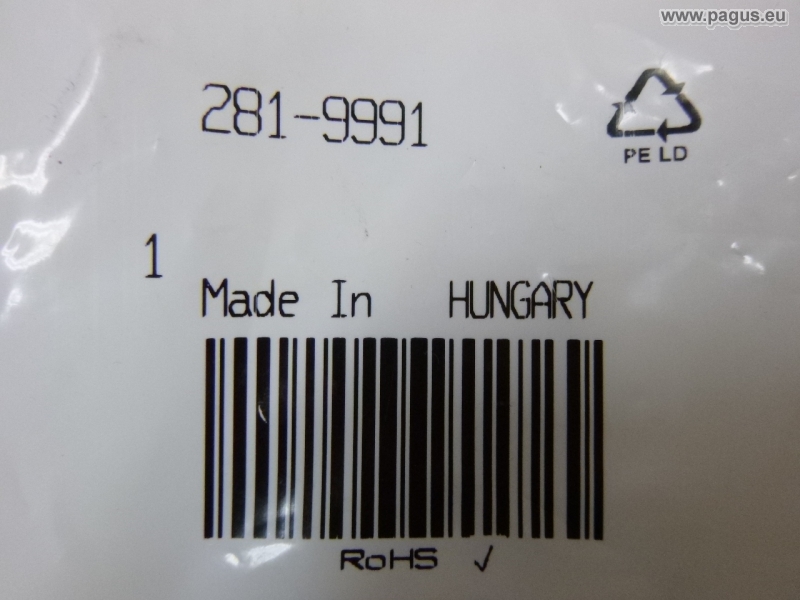 www.pagus.eu
281-9991
PE LD
1
Made In HUNGARY
RoHS ✓